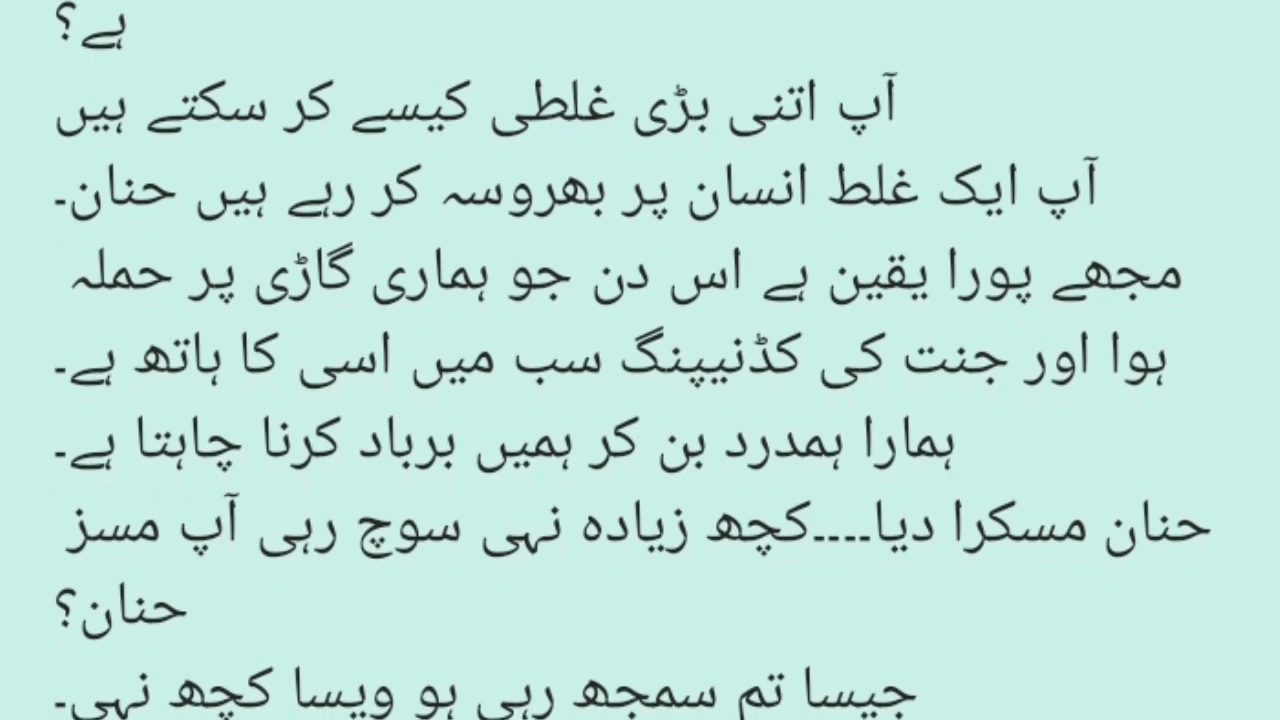 ہے؟
آپ اتنی بڑی غلطی کیسے کر سکتے ہیں
آپ ایک غلط انسان پر بھروسہ کر رہے ہیں حنان۔
مجھے پورا یقین ہے اس دن جو ہماری گاڑی پر حملہ
ہوا اور جنت کی کڈنیپنگ سب میں اسی کا ہاتھ ہے۔
ہمارا ہمدرد بن کر ہمیں برباد کرنا چاہتا ہے۔
حنان مسکرا دیا۔۔۔۔کچھ زیادہ نہی سوچ رہی آپ مسز
حنان؟
جیسا تم سمجھ رہی ہو ویسا کچھ نہی۔